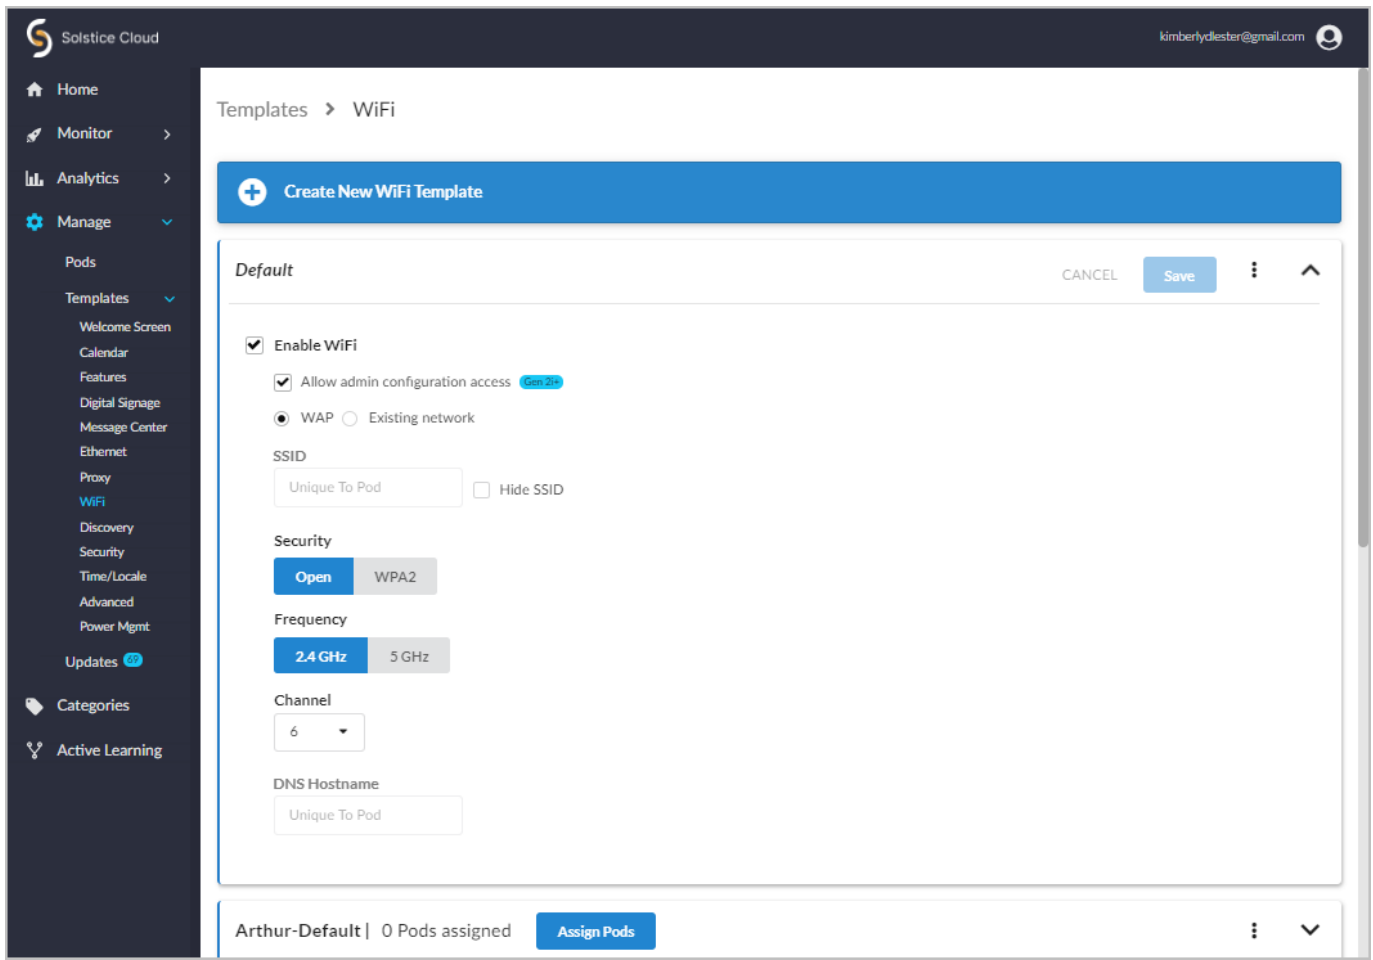 Solstice Cloud
kimberlydlester@gmail.com
Home
Monitor
Analytics
Manage
Pods
Templates
Welcome Screen
Calendar
Features
Digital Signage
Message Center
Ethernet
Proxy
WiFi
Discovery
Security
Time/Locale
Advanced
Power Mgmt
Updates 69
Categories
Active Learning
Templates > WiFi
Create New WiFi Template
Default
CANCEL Save
Enable WiFi
Allow admin configuration access Gen 2i+
WAP Existing network
SSID
Unique To Pod Hide SSID
Security
Open WPA2
Frequency
2.4 GHz 5 GHz
Channel
6
DNS Hostname
Unique To Pod
Arthur-Default | 0 Pods assigned Assign Pods